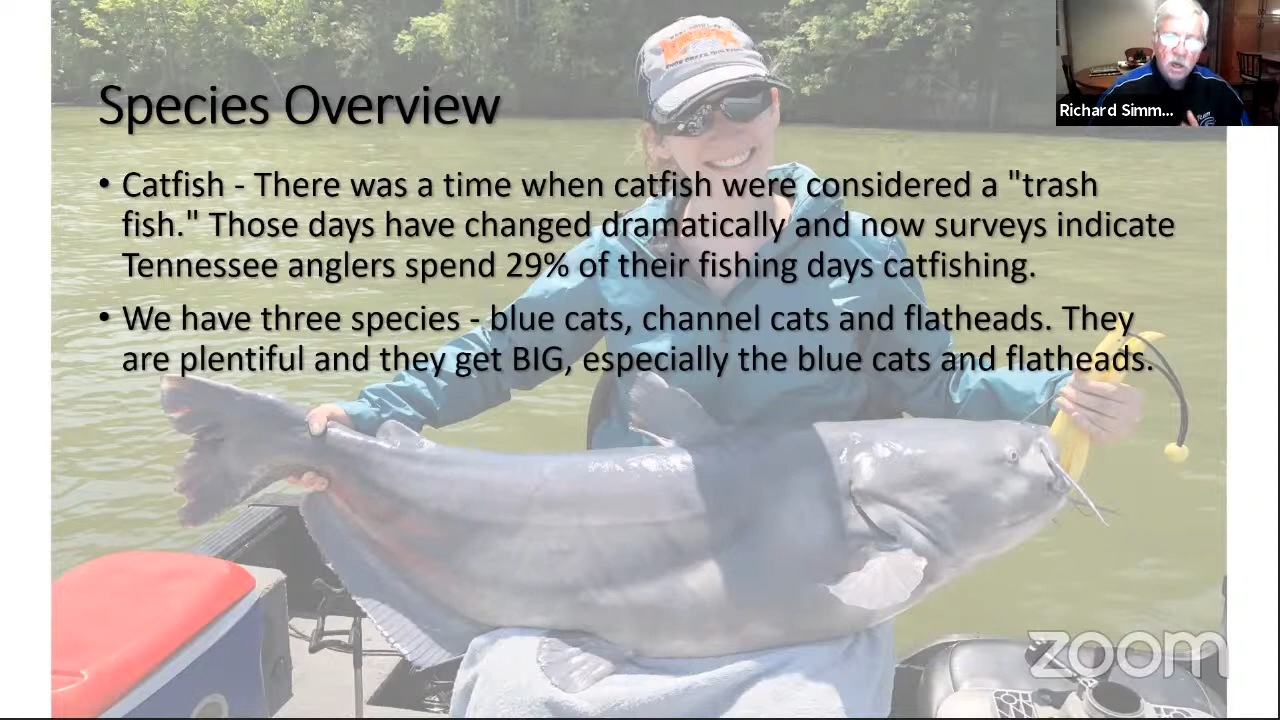 Species Overview
Richard Simm...
• Catfish - There was a time when catfish were considered a "trash
fish." Those days have changed dramatically and now surveys indicate
Tennessee anglers spend 29% of their fishing days catfishing.
• We have three species - blue cats, channel cats and flatheads. They
are plentiful and they get BIG, especially the blue cats and flatheads.
zoom